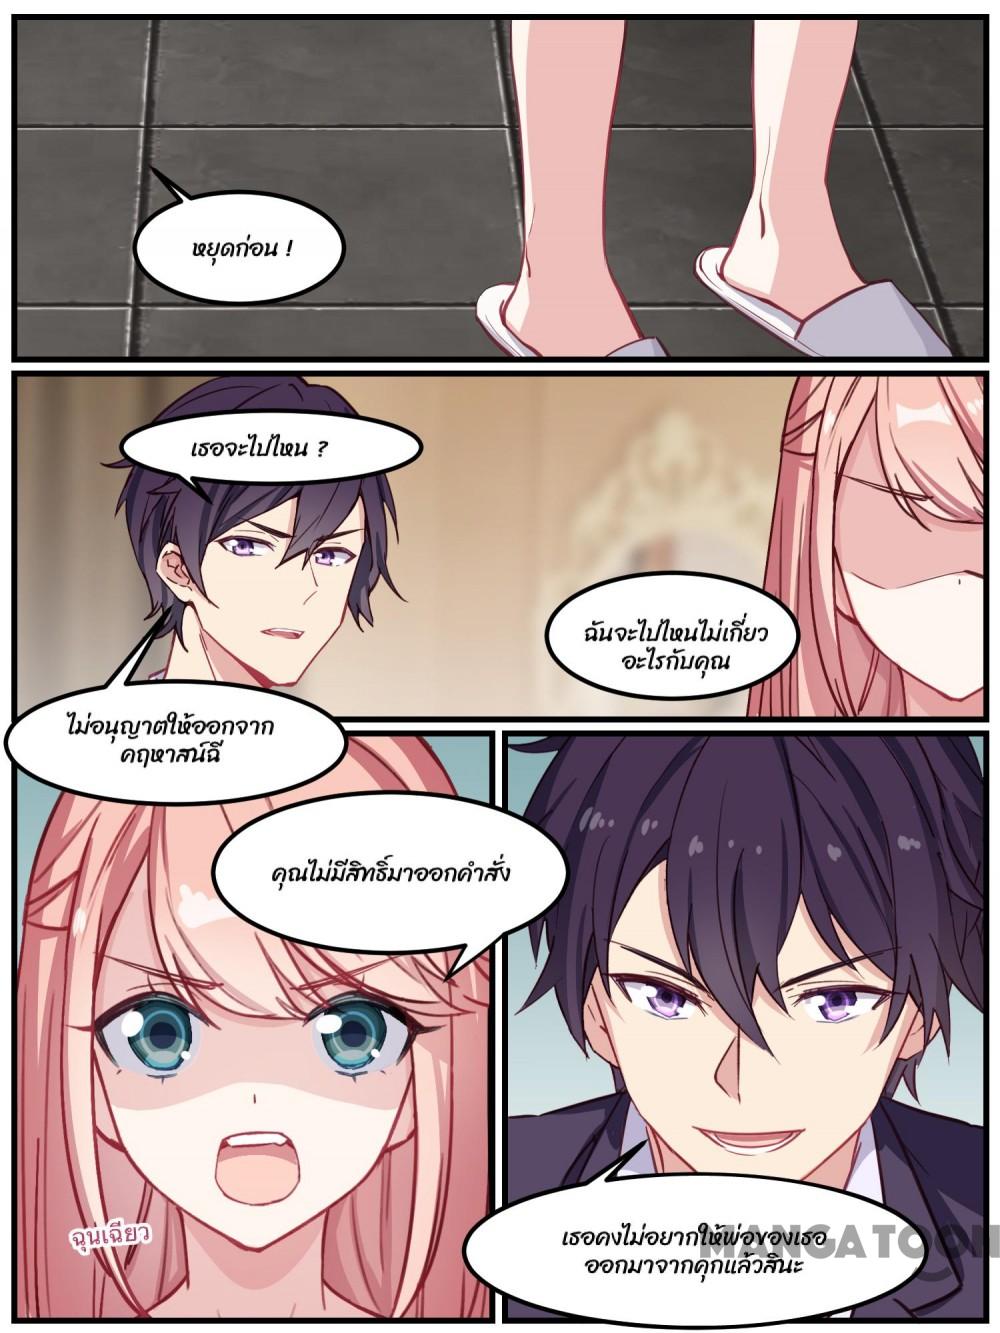 หยุดก่อน !
เธอจะไปไหน ?
ฉันจะไปไหนไม่เกี่ยว
อะไรกับคุณ
ไม่อนุญาตให้ออกจาก
คฤหาสน์ฉี
คุณไม่มีสิทธิ์มาออกคำสั่ง
ฉุนเฉียว
เธอคงไม่อยากให้พ่อของเธอ
ออกมาจากคุกแล้วสินะ
MANGATOON